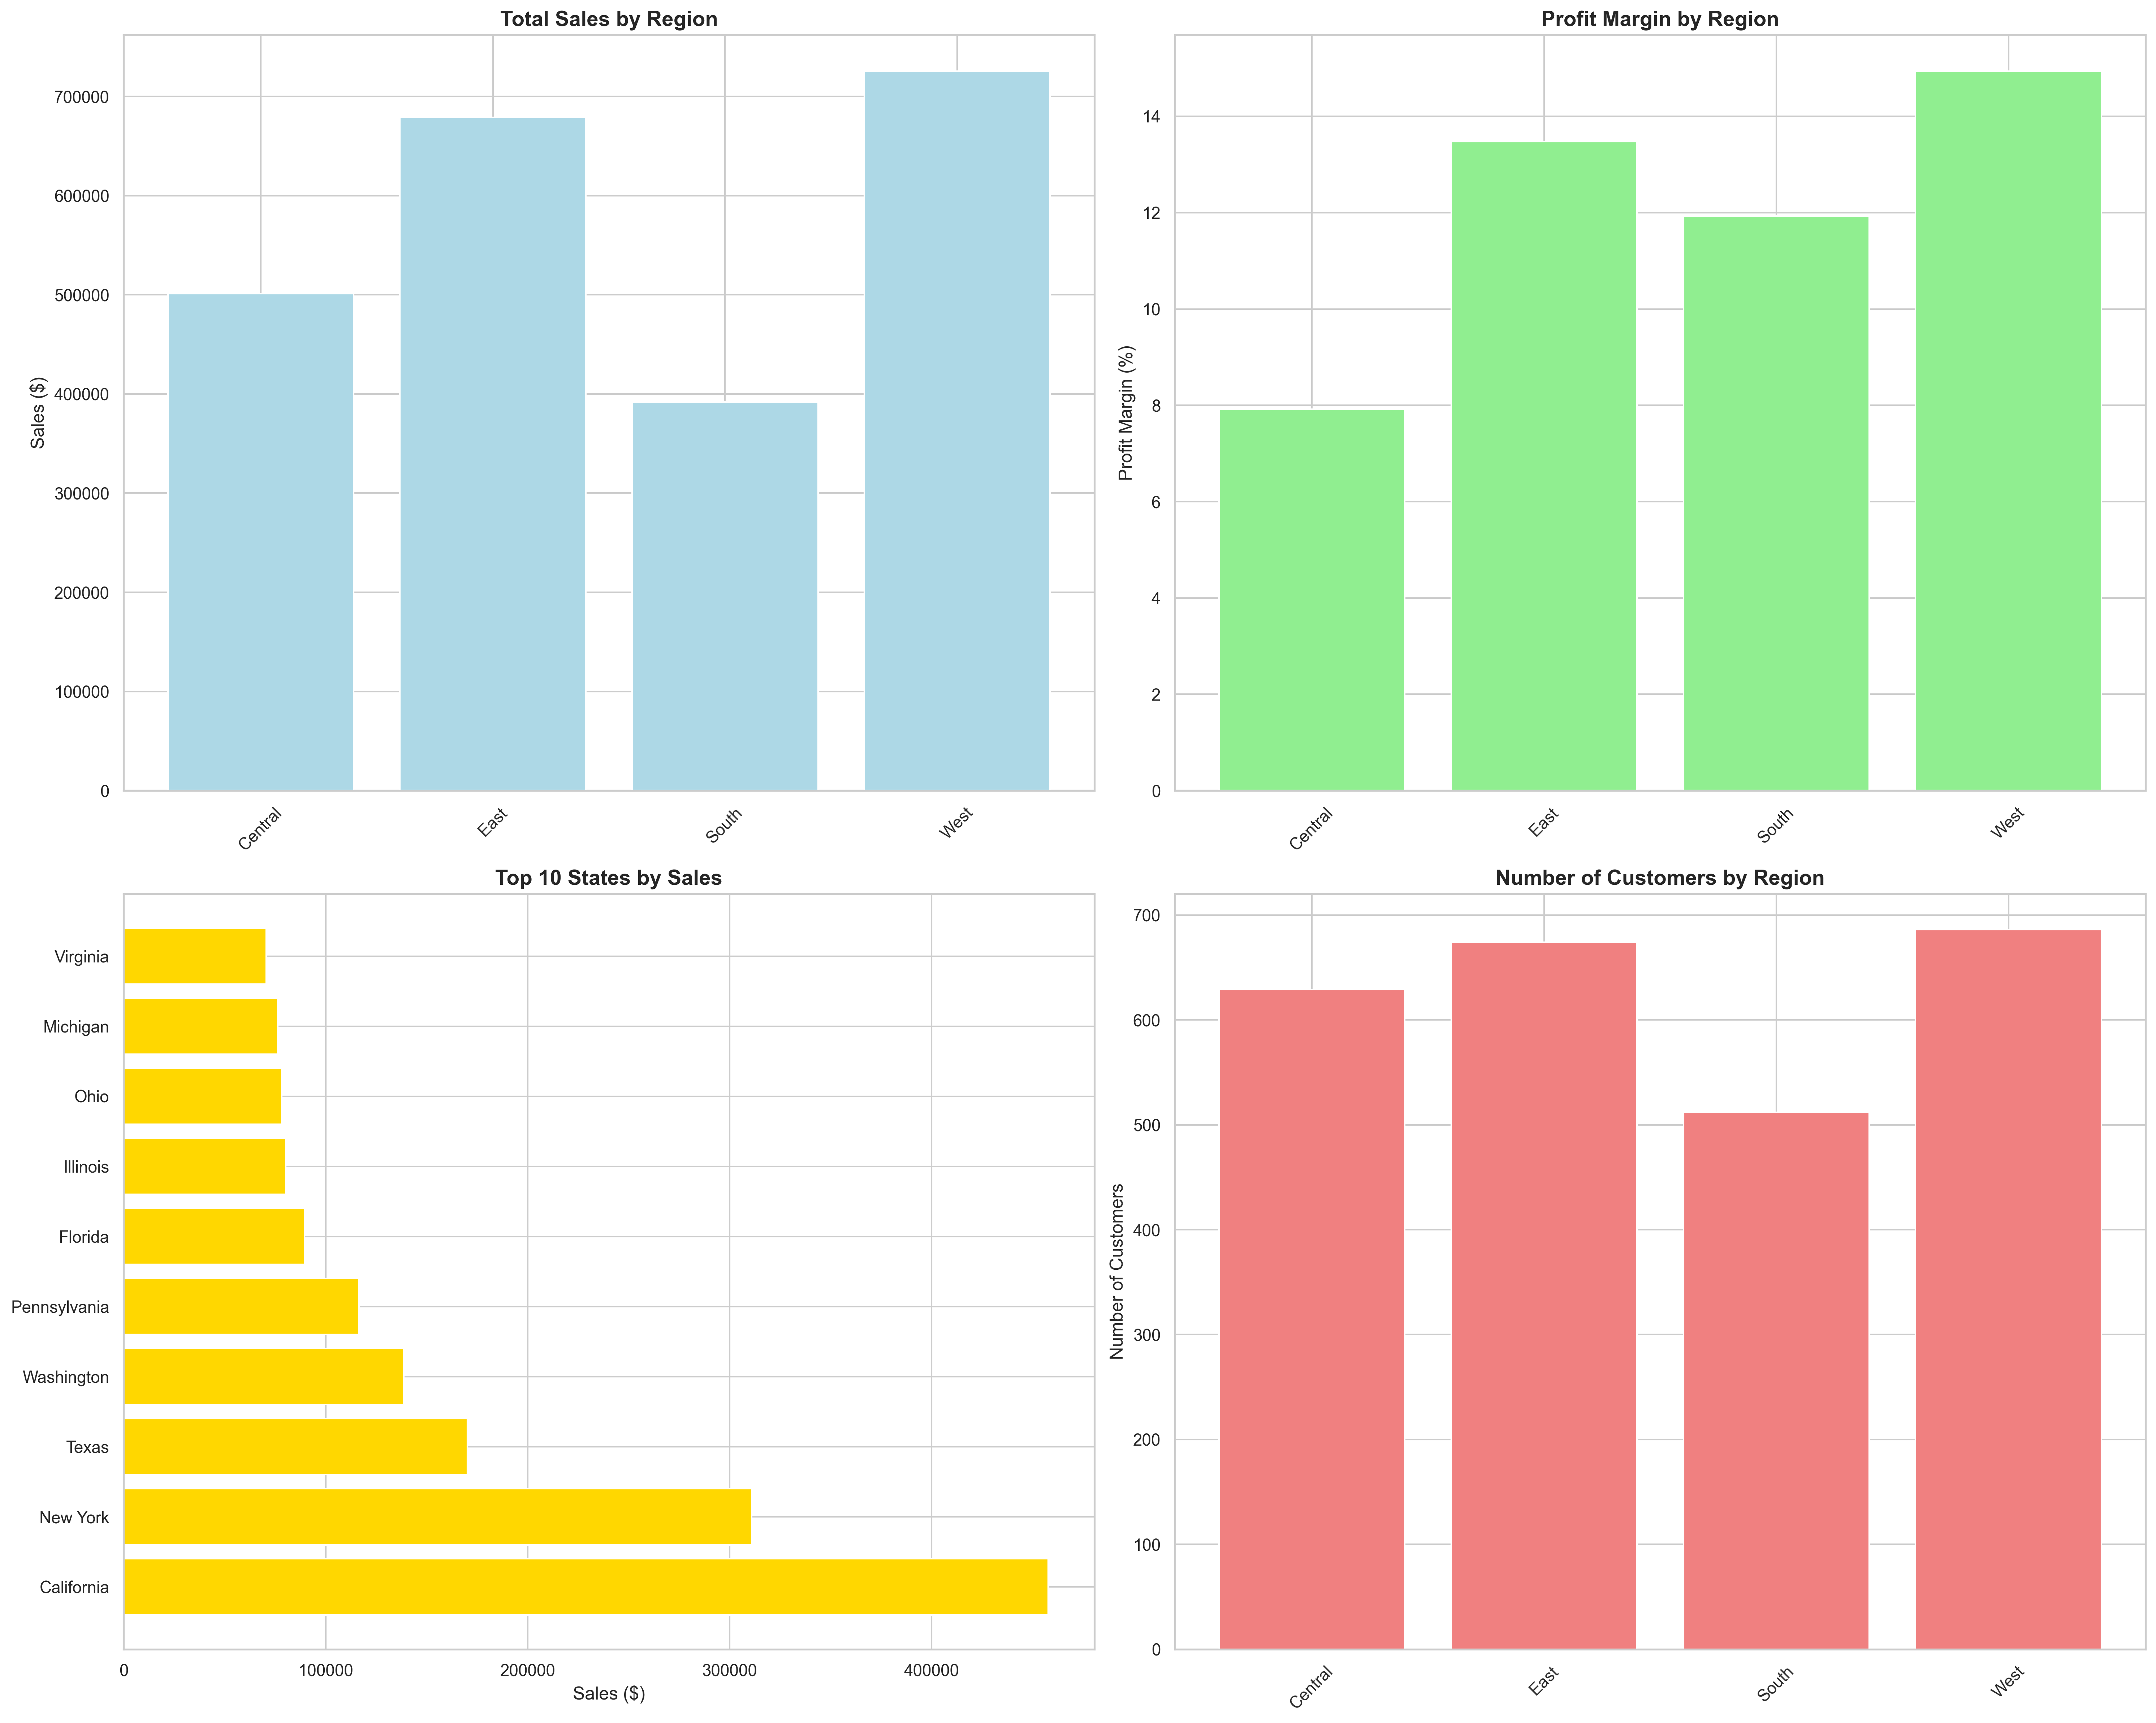 Total Sales by Region
Sales ($)
700000
600000
500000
400000
300000
200000
100000
0
Central
East
South
West
Profit Margin by Region
Profit Margin (%)
14
12
10
8
6
4
2
0
Central
East
South
West
Top 10 States by Sales
Virginia
Michigan
Ohio
Illinois
Florida
Pennsylvania
Washington
Texas
New York
California
0
100000
200000
300000
400000
Sales ($)
Number of Customers by Region
Number of Customers
700
600
500
400
300
200
100
0
Central
East
South
West